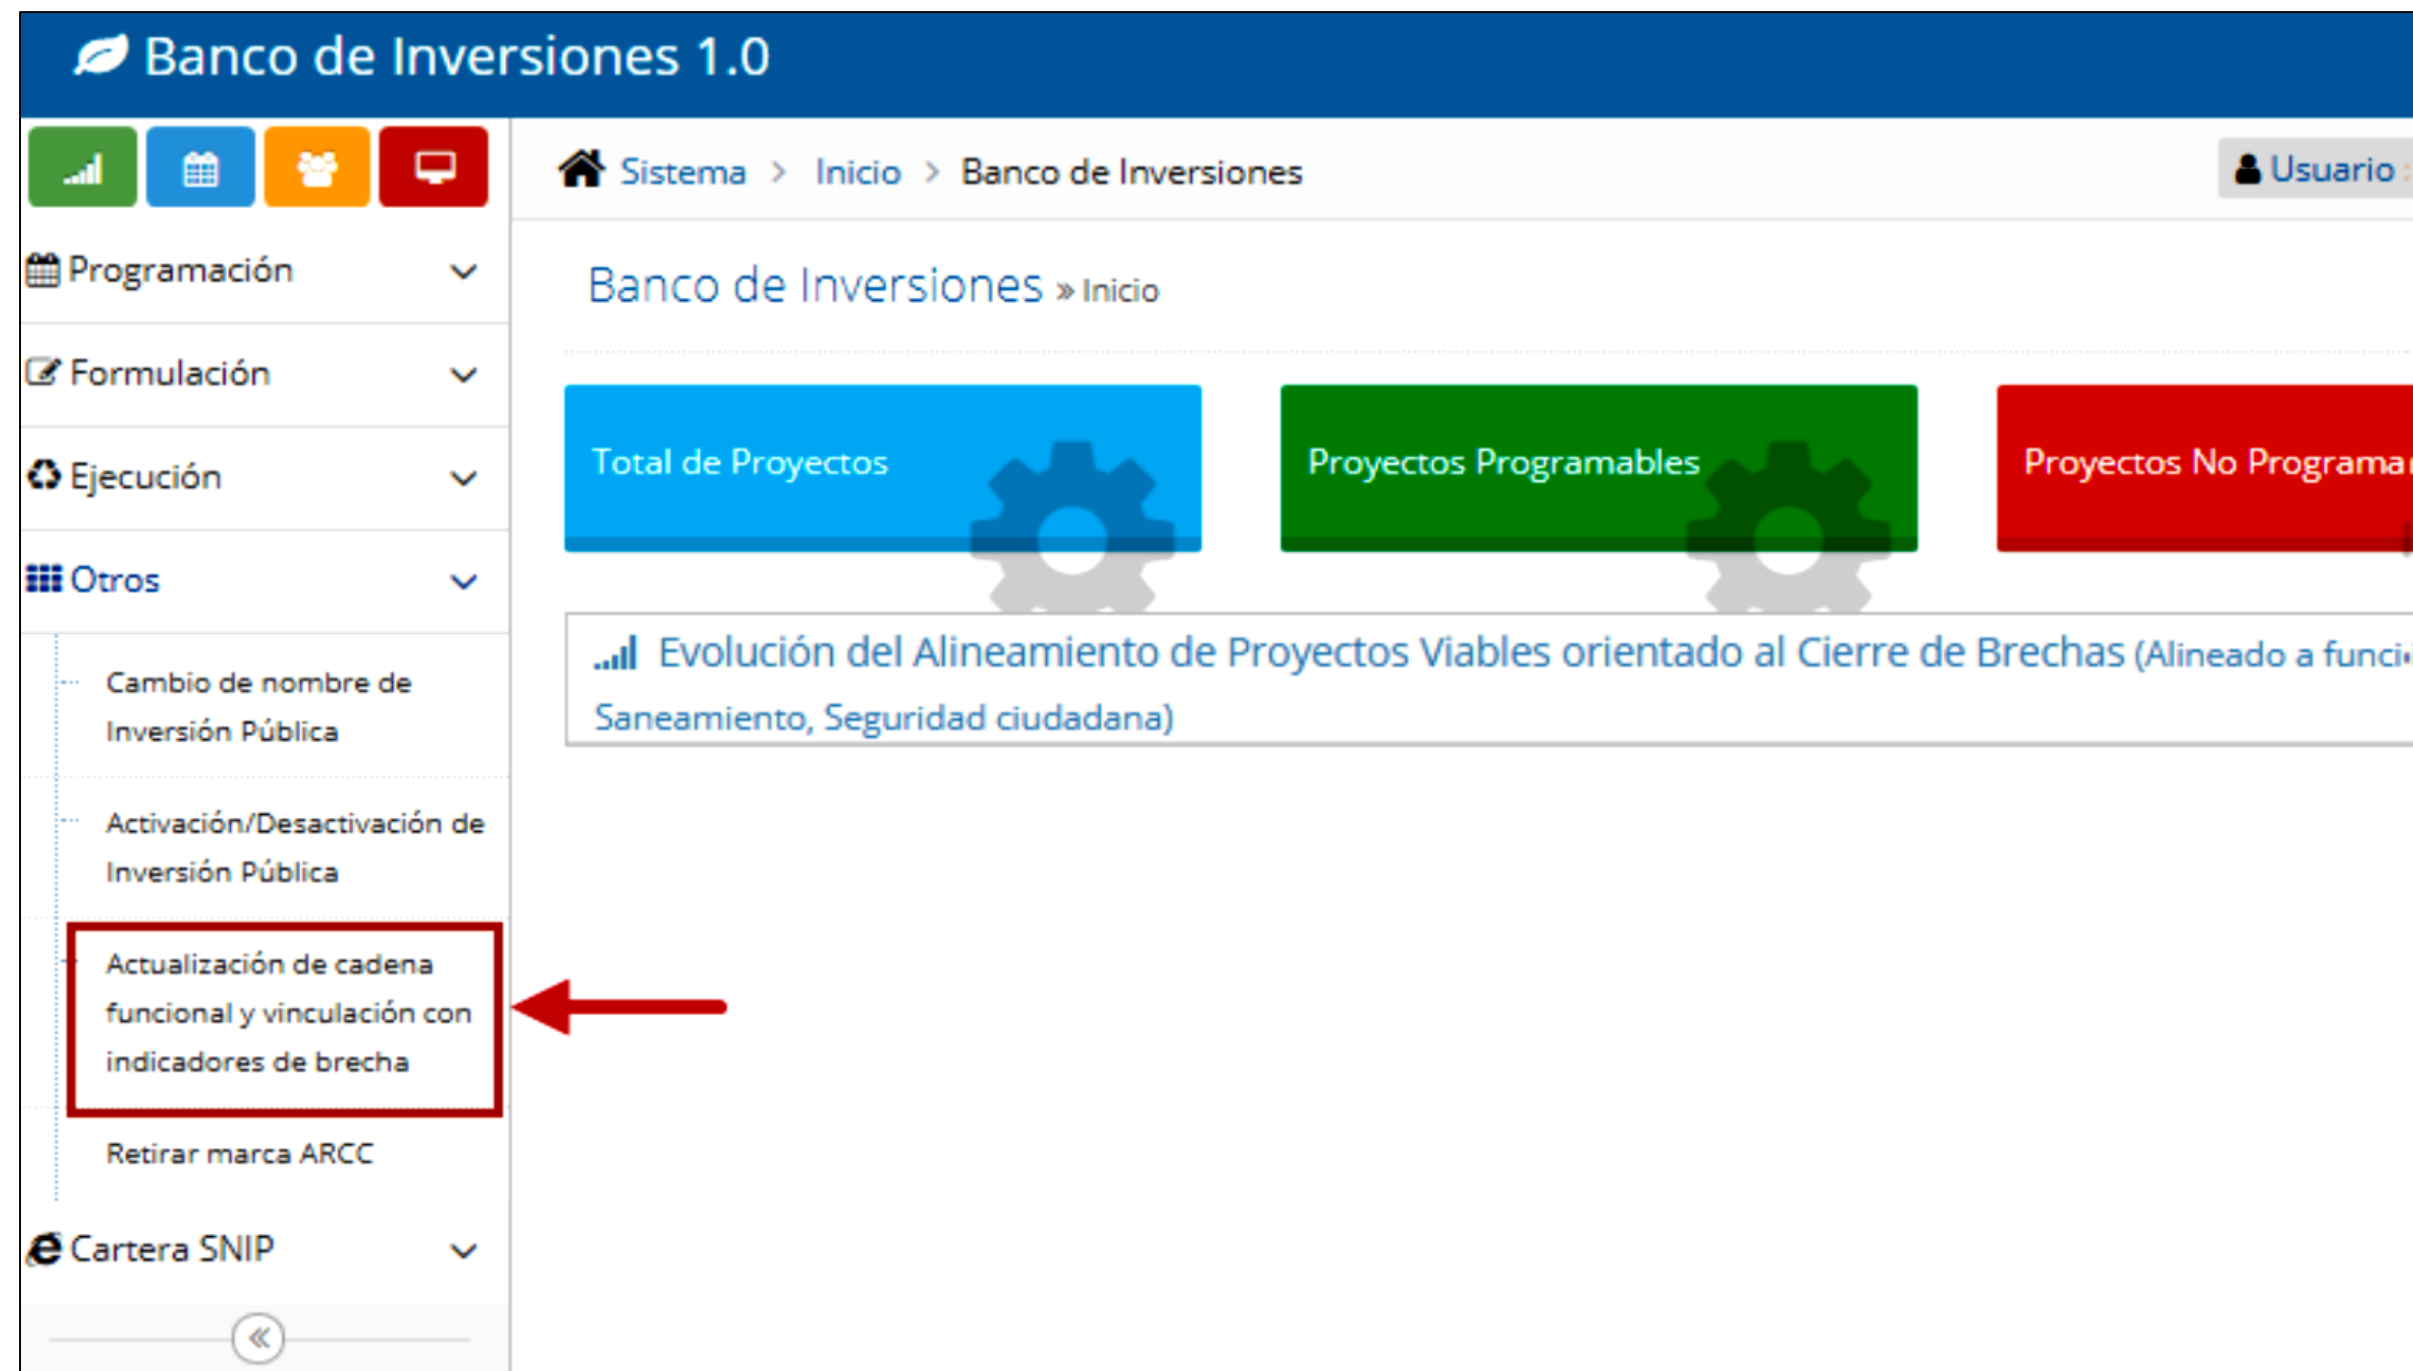 Banco de Inversiones 1.0
Sistema > Inicio > Banco de Inversiones
Usuario :
Programación
Formulación
Ejecución
Otros
Cambio de nombre de
Inversión Pública
Activación/Desactivación de
Inversión Pública
Actualización de cadena
funcional y vinculación con
indicadores de brecha
Retirar marca ARCC
Cartera SNIP
Banco de Inversiones » Inicio
Total de Proyectos
Proyectos Programables
Proyectos No
Evolución del Alineamiento de Proyectos Viables orientado al Cierre de Brechas (Alineado a
Saneamiento, Seguridad ciudadana)